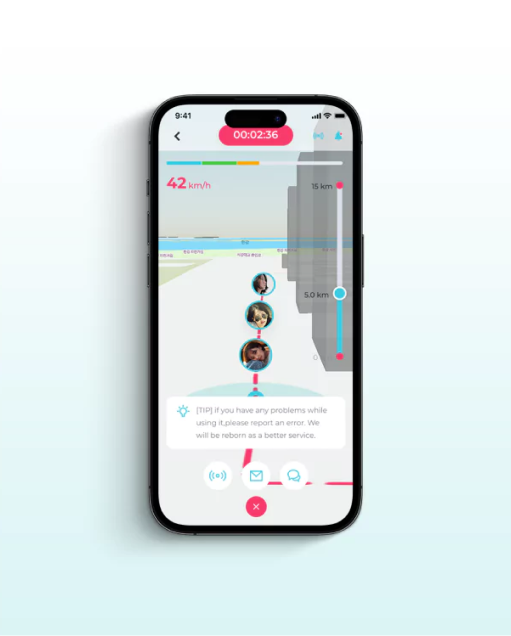 9:41
00:02:36
42 km/h
15 km
5.0 km
0
[TIP] if you have any problems while
using it,please report an error. We
will be reborn as a better service.